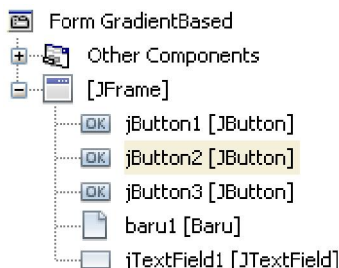 Form GradientBased
Other Components
[JFrame]
OK jButton1 [JButton]
OK jButton2 [JButton]
OK jButton3 [JButton]
baru1 [Baru]
jTextField1 [JTextField]